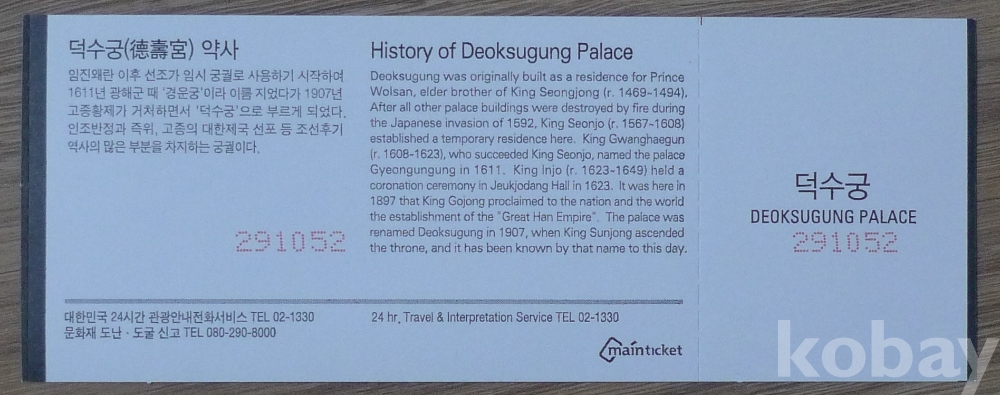 덕수궁(德壽宮) 약사
임진왜란 이후 선조가 임시 궁궐로 사용하기 시작하여
1611년 광해군 때 '경운궁'이라 이름 지었다가 1907년
고종황제가 거처하면서 '덕수궁'으로 부르게 되었다.
인조반정과 즉위, 고종의 대한제국 선포 등 조선후기
역사의 많은 부분을 차지하는 궁궐이다.
291052
History of Deoksugung Palace
Deoksugung was originally built as a residence for Prince
Wolsan, elder brother of King Seongjong (r. 1469~1494).
After all other palace buildings were destroyed by fire during
the Japanese invasion of 1592, King Seonjo (r. 1567~1608)
established a temporary residence here. King Gwanghaegun
(r. 1608-1623), who succeeded King Seonjo, named the palace
Gyeongungung in 1611. King Injo (r. 1623~1649) held a
coronation ceremony in Jeukjodang Hall in 1623. It was here in
1897 that King Gojong proclaimed to the nation and the world
the establishment of the "Great Han Empire". The palace was
renamed Deoksugung in 1907, when King Sunjong ascended
the throne, and it has been known by that name to this day.
대한민국 24시간 관광안내전화서비스 TEL 02-1330
문화재 도난 · 도굴 신고 TEL 080-290-8000
24 hr, Travel & Interpretation Service TEL 02-1330
mainticket
덕수궁
DEOKSUGUNG PALACE
291052
kobay